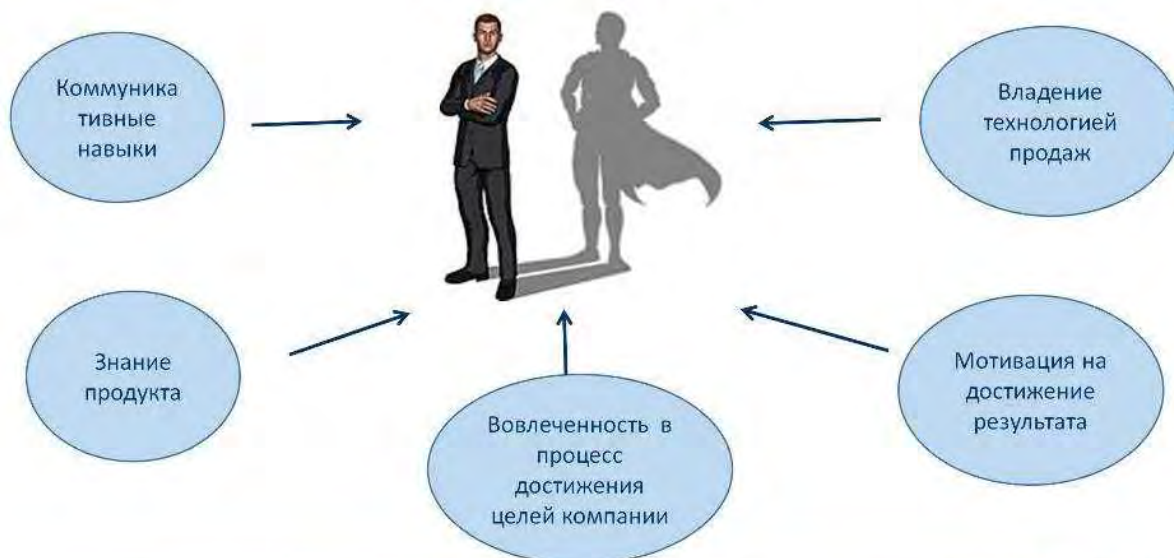 Коммуника
тивные
навыки
Владение
технологией
продаж
Знание
продукта
Вовлеченность в
процесс
достижения
целей компании
Мотивация на
достижение
результата